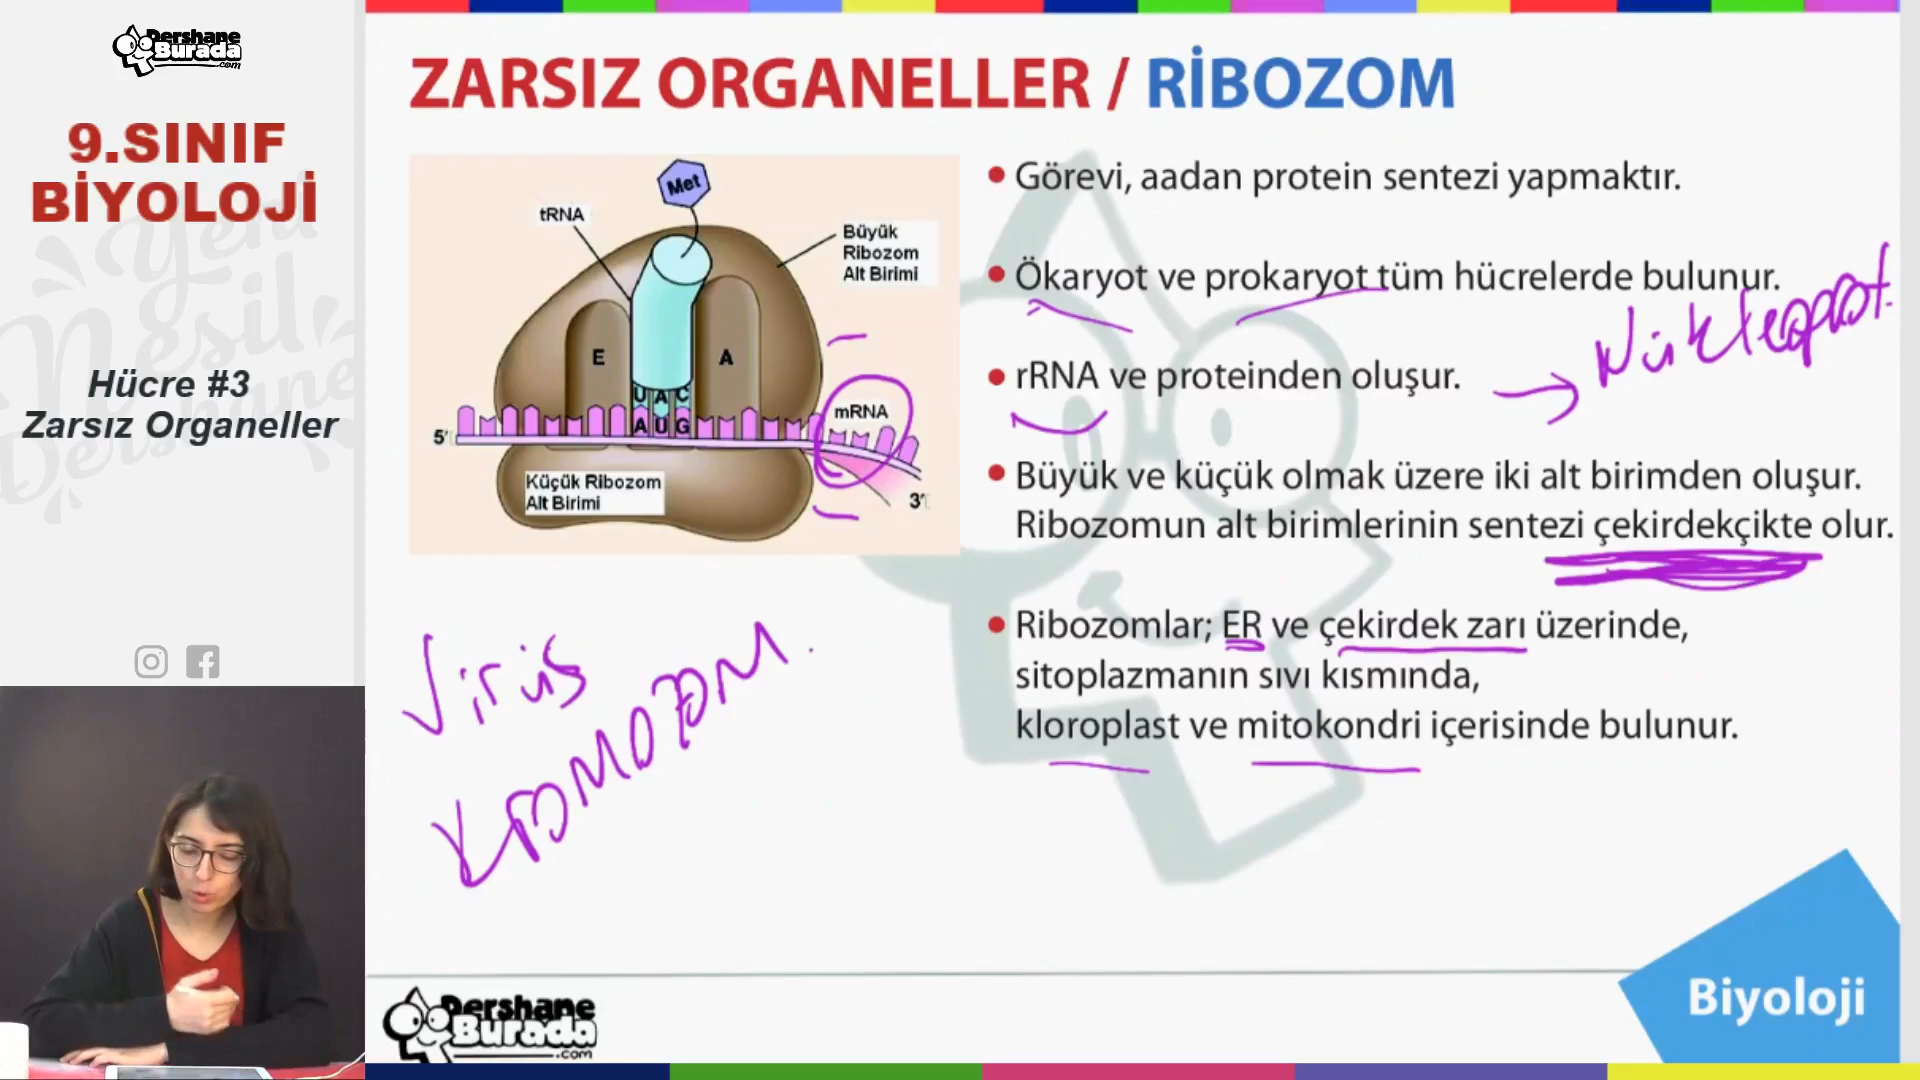 Dershane
Burada
.com
9.SINIF
BİYOLOJİ
Yeni
Nesil
Dershane
Hücre #3
Zarsız Organeller
ZARSIZ ORGANELLER / RİBOZOM
Met
tRNA
Büyük
Ribozom
Alt Birimi
E
A
UAC
AUG
mRNA
5'
3'
Küçük Ribozom
Alt Birimi
• Görevi, aadan protein sentezi yapmaktır.
• Ökaryot ve prokaryot tüm hücrelerde bulunur.
• rRNA ve proteinden oluşur.
• Büyük ve küçük olmak üzere iki alt birimden oluşur.
Ribozomun alt birimlerinin sentezi çekirdekçikte olur.
• Ribozomlar; ER ve çekirdek zarı üzerinde,
sitoplazmanın sıvı kısmında,
kloroplast ve mitokondri içerisinde bulunur.
Virüs
KROMOZOM.
Dershane
Burada
.com
Biyoloji